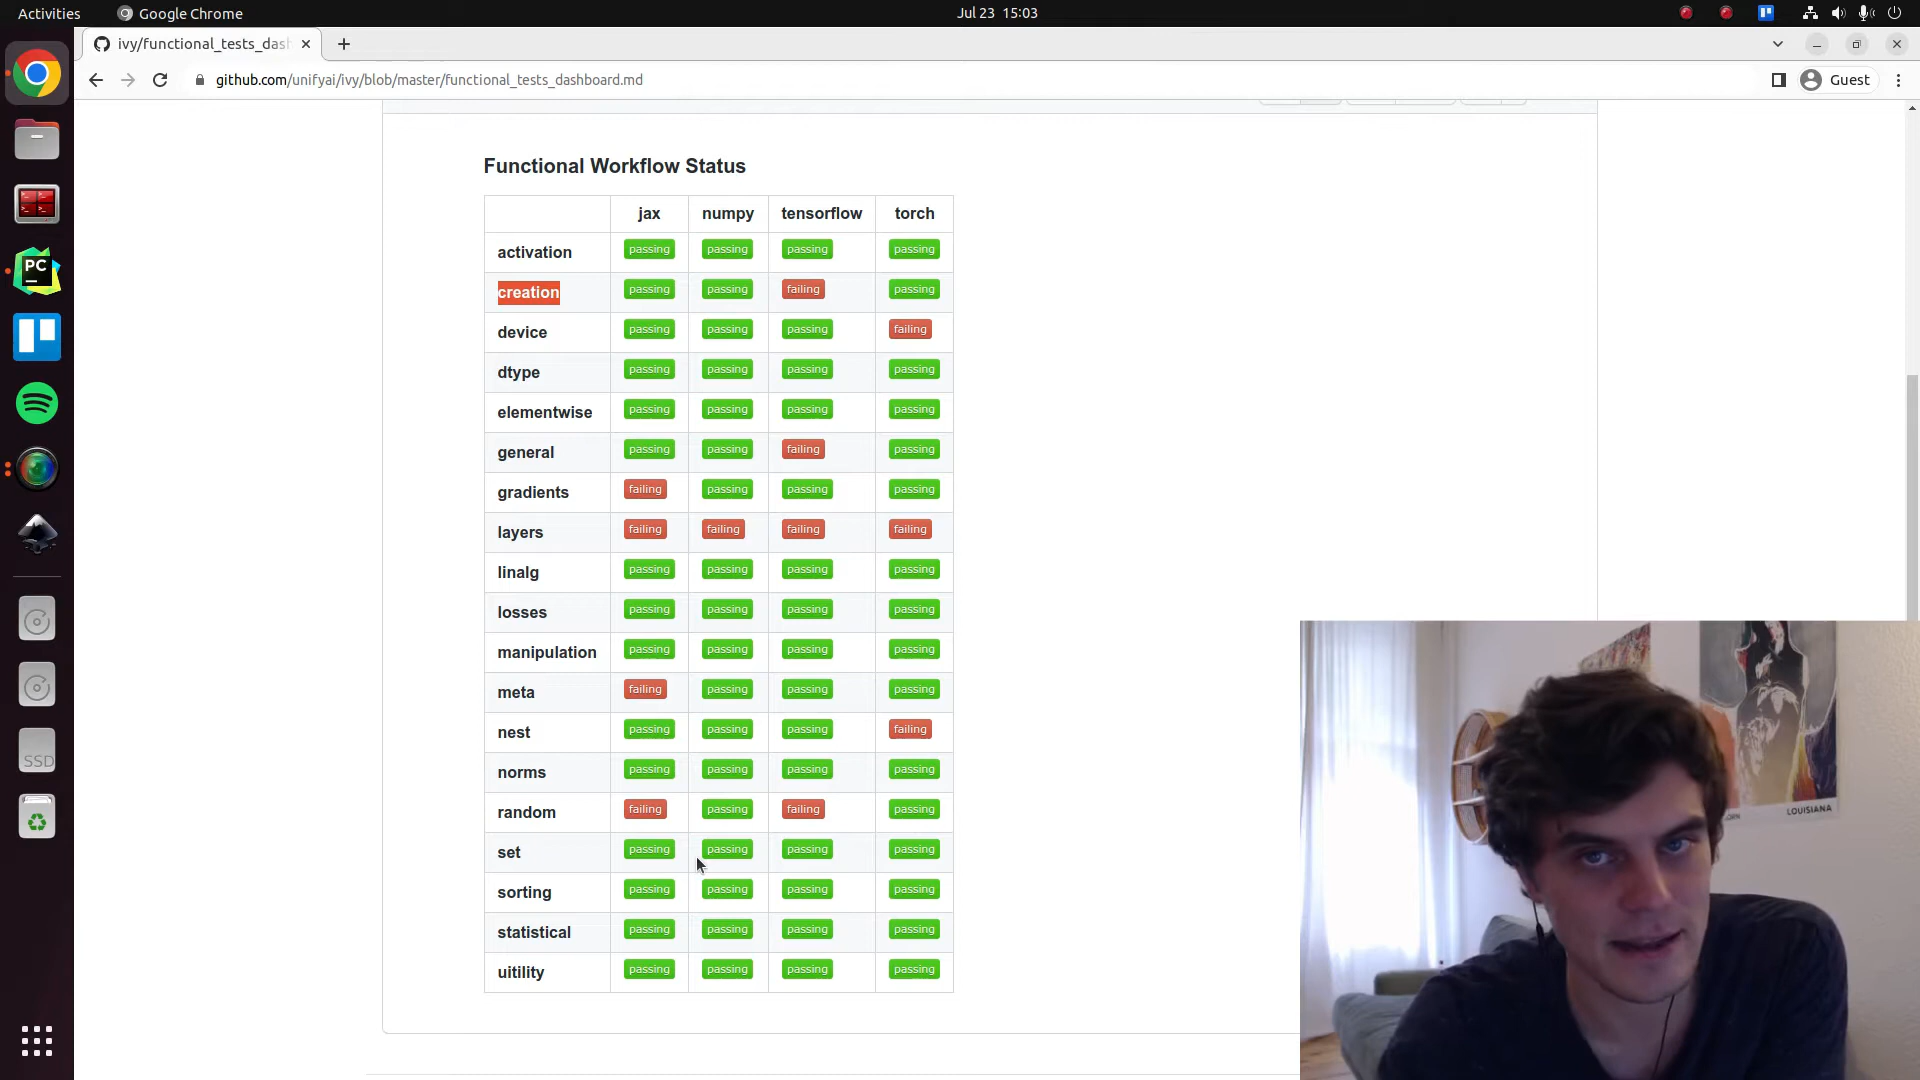 Activities Google Chrome Jul 23 15:03
ivy/functional_tests_das
github.com/unifyai/ivy/blob/master/functional_tests_dashboard.md Guest
Functional Workflow Status
jax numpy tensorflow torch
activation passing passing passing passing
creation passing passing failing passing
device passing passing passing failing
dtype passing passing passing passing
elementwise passing passing passing passing
general passing passing failing passing
gradients failing passing passing passing
layers failing failing failing failing
linalg passing passing passing passing
losses passing passing passing passing
manipulation passing passing passing passing
meta failing passing passing passing
nest passing passing passing failing
norms passing passing passing passing
random failing passing failing passing
set passing passing passing passing
sorting passing passing passing passing
statistical passing passing passing passing
uitility passing passing passing passing
PC
SSD
LOUISIANA